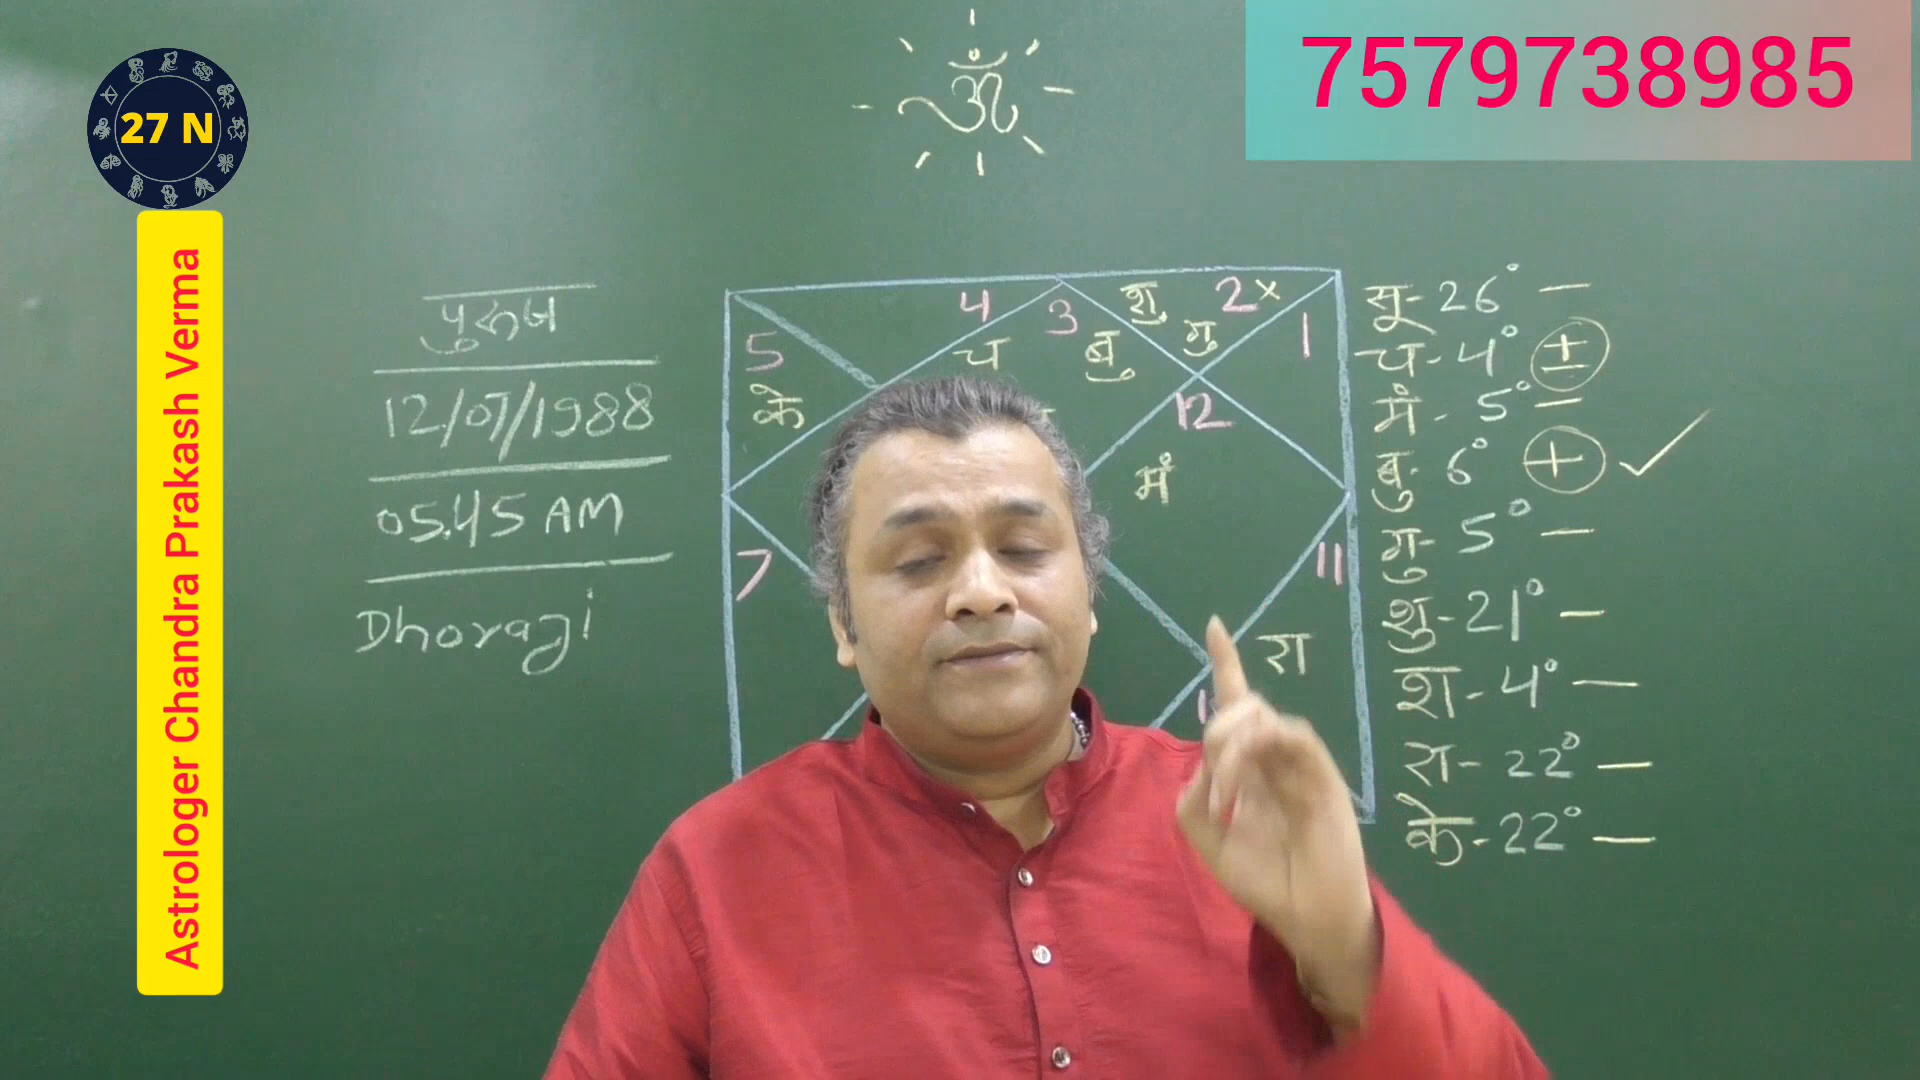 27 N
Astrologer Chandra Prakash Verma
7579738985
ॐ
पुरुष
12/07/1988
05.45 AM
Dhoraji
4
3
शु
2×
5
च
बु
गु
1
के
12
मं
7
11
रा
सू- 26° —
च- 4° ±
मं- 5° —
बु- 6° + ✓
गु- 5° —
शु- 21° —
श- 4° —
रा- 22° —
के- 22° —